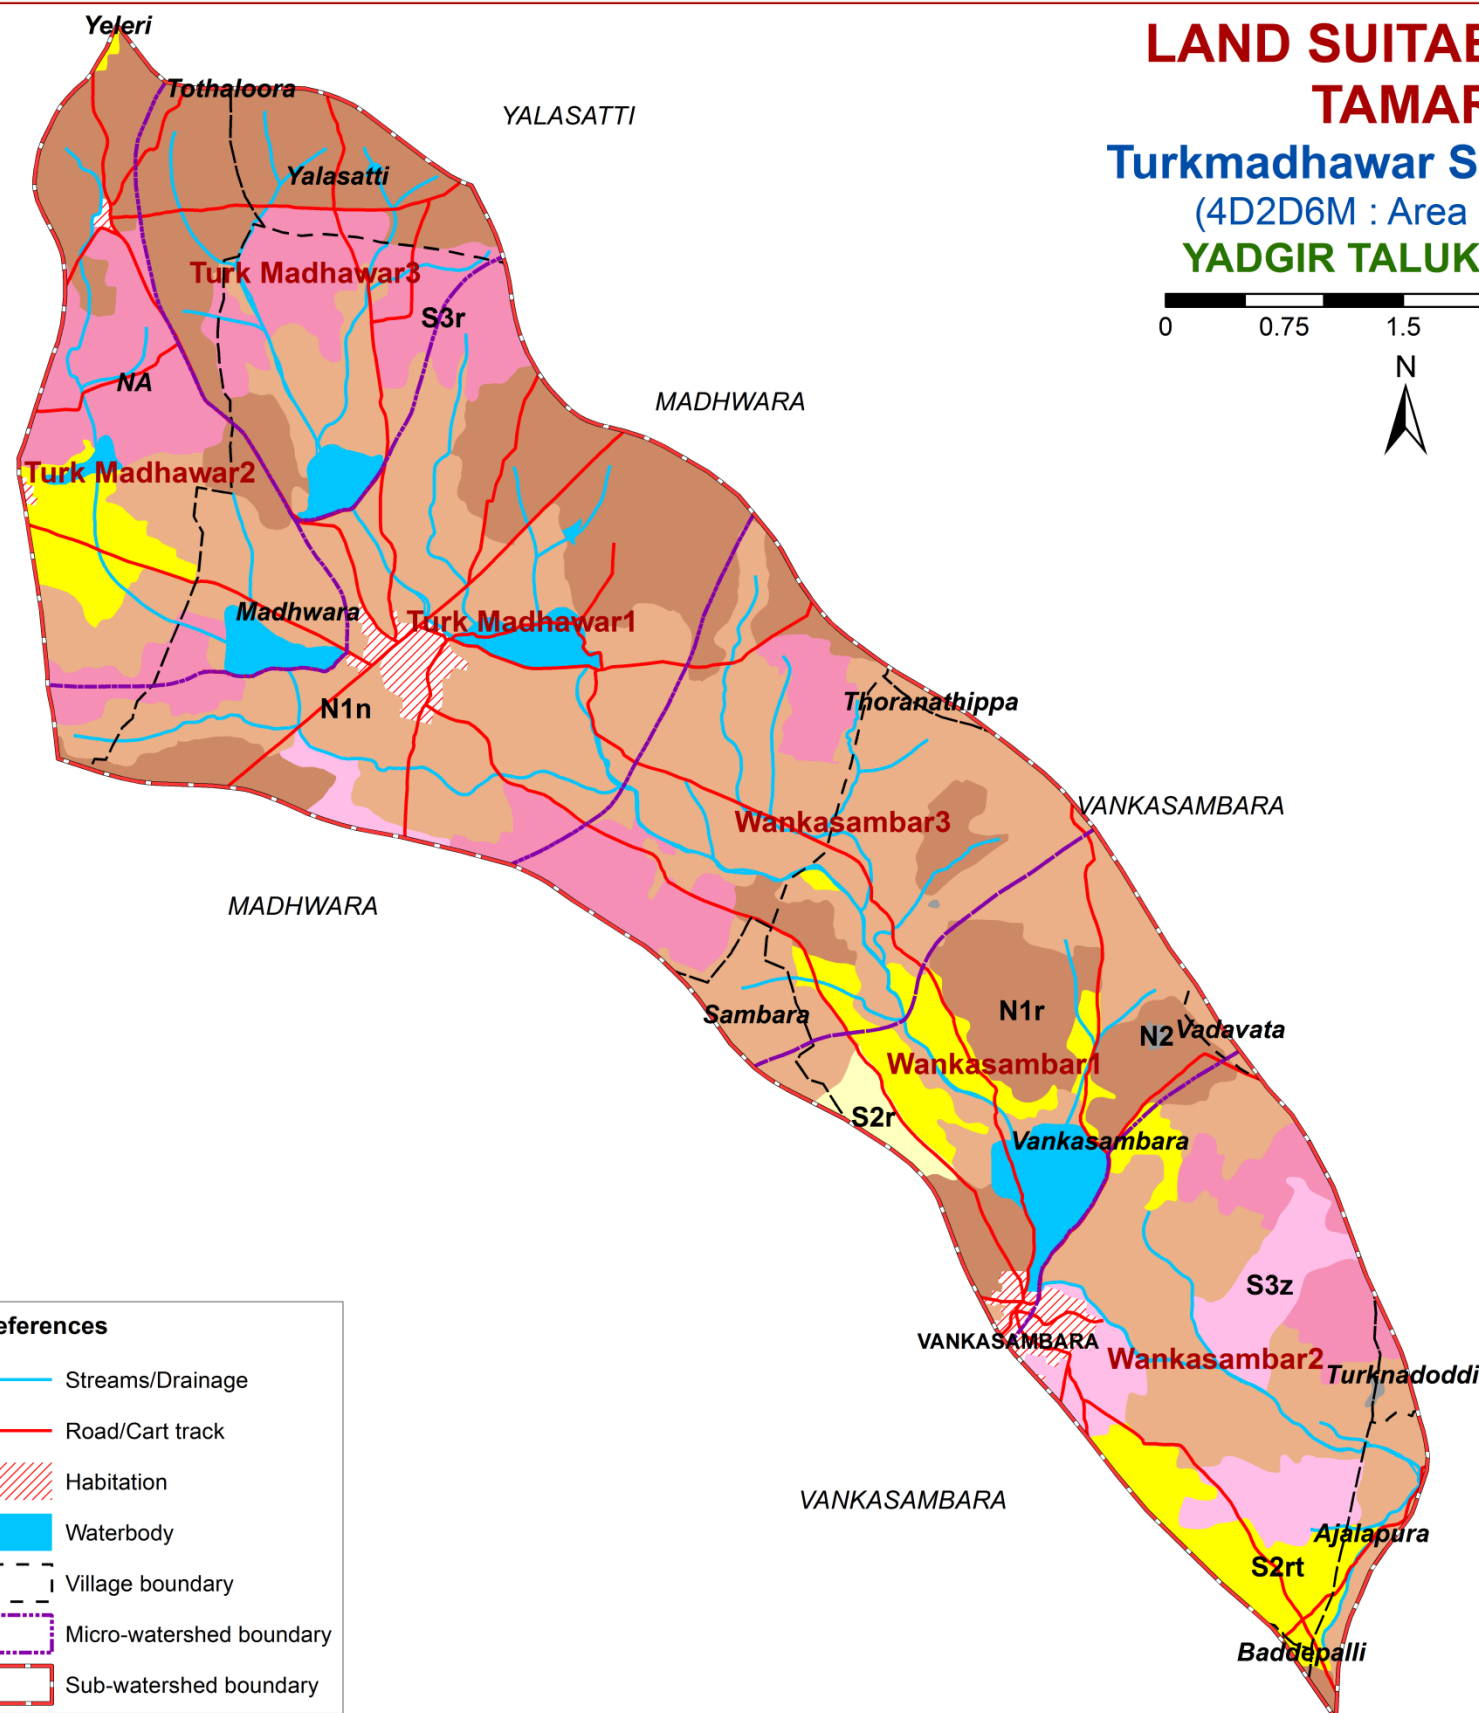 LAND SUITAB
TAMAR
Turkmadhawar S
(4D2D6M : Area
YADGIR TALUK
0 0.75 1.5
N
Yeleri
Tothaloora
YALASATTI
Yalasatti
Turk Madhawar3
S3r
NA
MADHWARA
Turk Madhawar2
Madhwara
Turk Madhawar1
N1n
Thoranathippa
VANKASAMBARA
Wankasambar3
MADHWARA
N1r
Sambara
N2
Vadavata
Wankasambar1
S2r
Vankasambara
S3z
VANKASAMBARA
Wankasambar2
Turknadoddi
VANKASAMBARA
Ajalapura
S2rt
Baddepalli
eferences
Streams/Drainage
Road/Cart track
Habitation
Waterbody
Village boundary
Micro-watershed boundary
Sub-watershed boundary